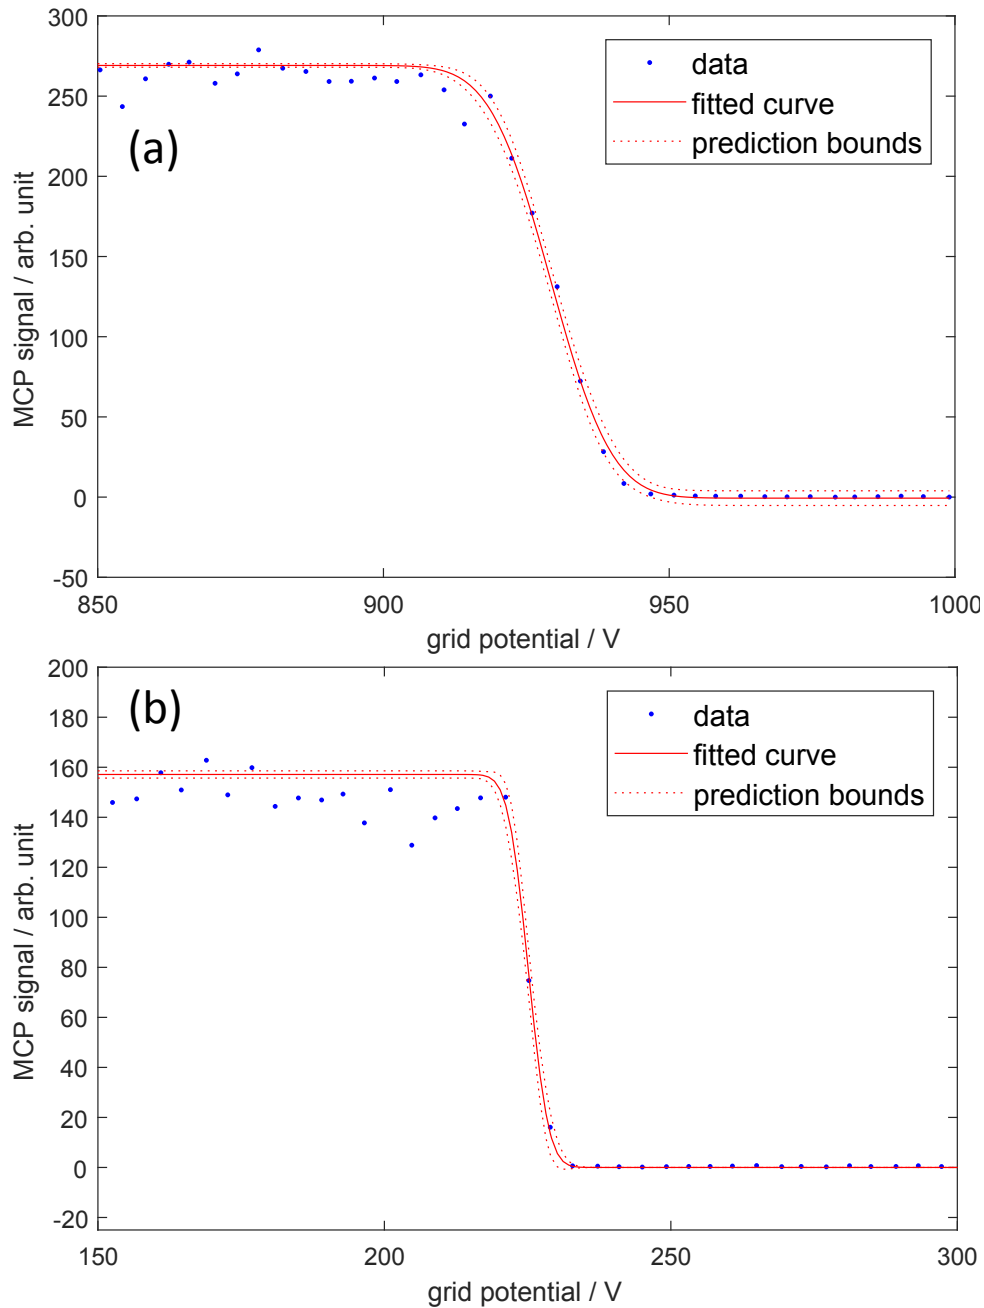 300
250
200
150
100
50
0
-50
MCP signal / arb. unit
(a)
data
fitted curve
prediction bounds
850
900
950
1000
grid potential / V
200
180
160
140
120
100
80
60
40
20
0
-20
MCP signal / arb. unit
(b)
data
fitted curve
prediction bounds
150
200
250
300
grid potential / V